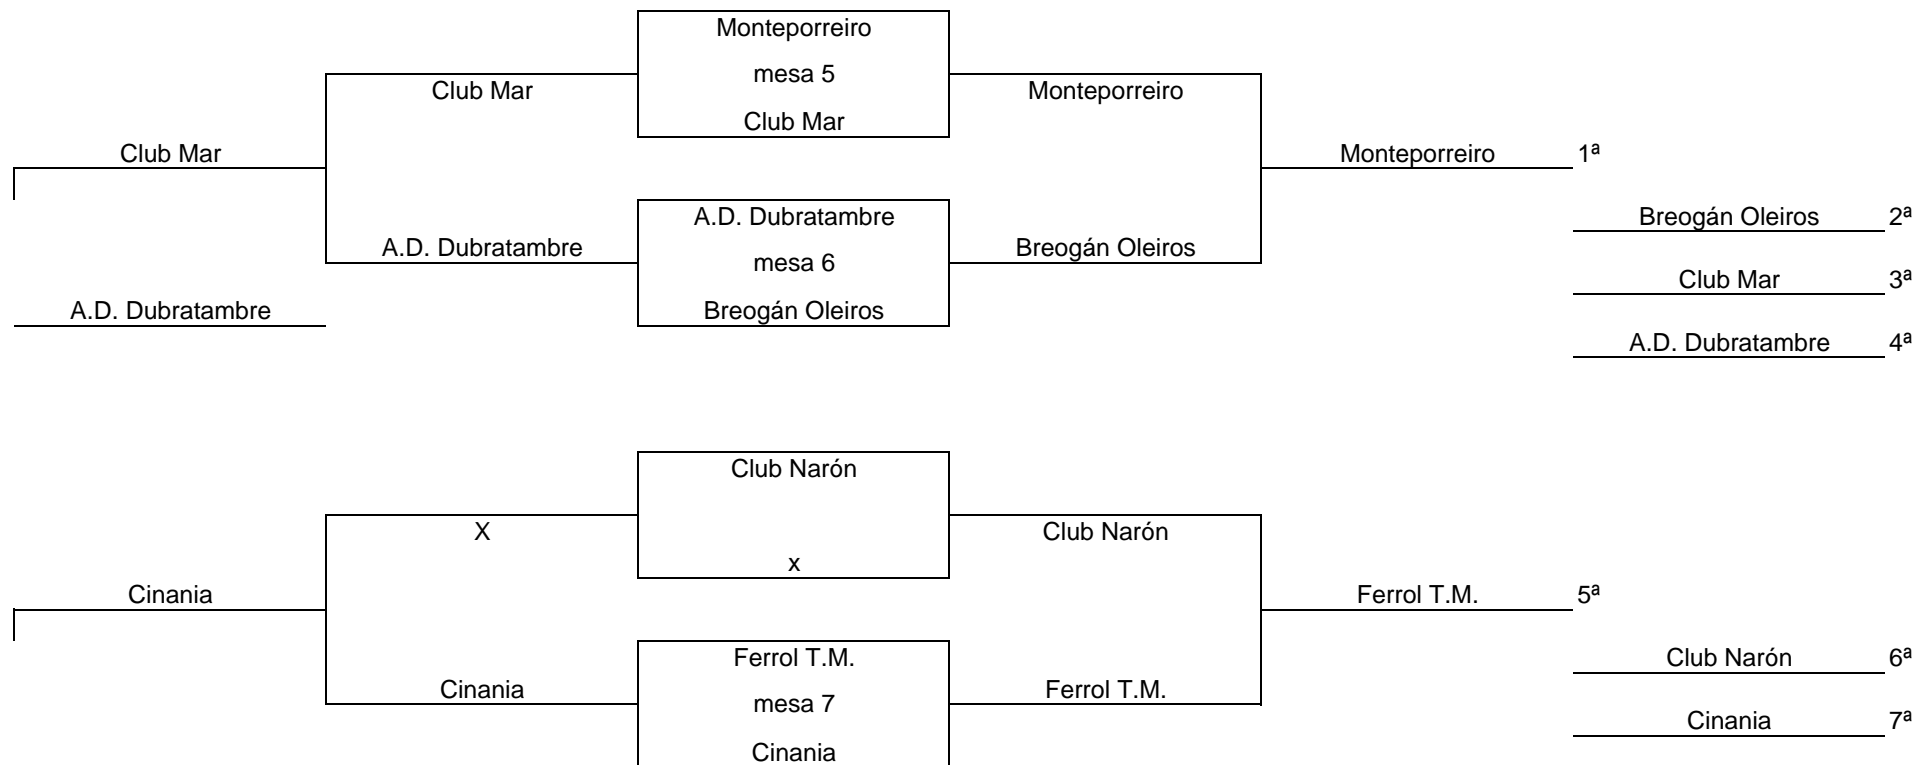 Monteporreiro
mesa 5
Club Mar
Monteporreiro
Club Mar
Club Mar
Monteporreiro 1ª
A.D. Dubratambre
Breogán Oleiros 2ª
A.D. Dubratambre
Breogán Oleiros
mesa 6
Club Mar 3ª
A.D. Dubratambre
Breogán Oleiros
A.D. Dubratambre 4ª
Club Narón
X
Club Narón
x
Cinania
Ferrol T.M. 5ª
Ferrol T.M.
Club Narón 6ª
Cinania
Ferrol T.M.
mesa 7
Cinania 7ª
Cinania